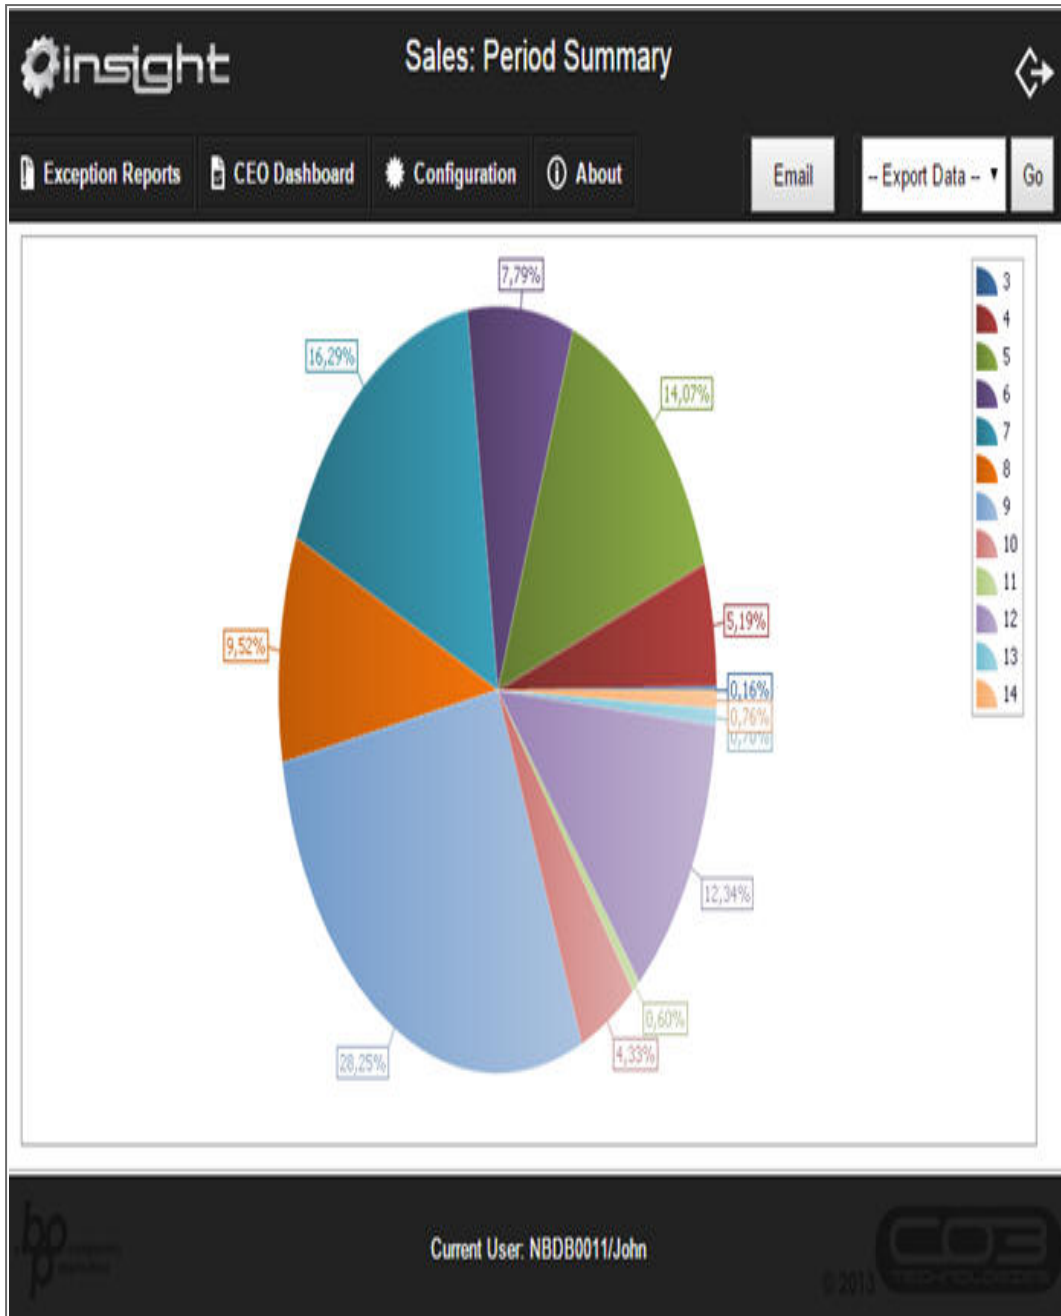 insight
Sales: Period Summary
Exception Reports
CEO Dashboard
Configuration
About
Email
-- Export Data --
Go
7,79%
16,29%
14,07%
5,19%
9,52%
0,16%
0,76%
12,34%
0,60%
4,33%
28,25%
3
4
5
6
7
8
9
10
11
12
13
14
Current User: NBDB0011/John
bpo
CO3
© 2013